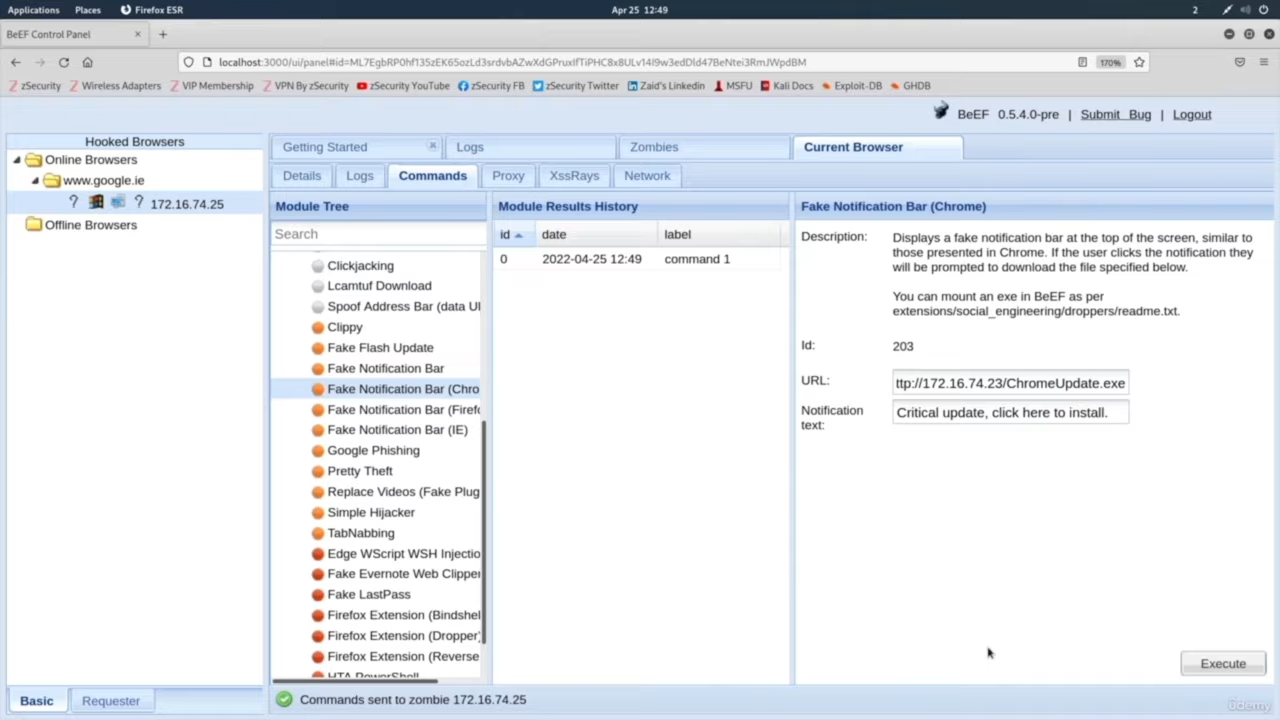 Applications Places Firefox ESR Apr 25 12:49 2
BeEF Control Panel × +
localhost:3000/ui/panel#id=ML7EgbRP0hf135zEK65ozLd3srdvbAZwXdGPruxIfTiPHC8x8ULv14I9w3edDld47BeNtei3RmJWpdBM 170%
zSecurity Wireless Adapters VIP Membership VPN By zSecurity zSecurity YouTube zSecurity FB zSecurity Twitter Zaid's Linkedin MSFU Kali Docs Exploit-DB GHDB
BeEF 0.5.4.0-pre | Submit Bug | Logout
Hooked Browsers
Online Browsers
www.google.ie
? ? 172.16.74.25
Offline Browsers
Basic Requester
Getting Started Logs Zombies Current Browser
Details Logs Commands Proxy XssRays Network
Module Tree
Search
Clickjacking
Lcamtuf Download
Spoof Address Bar (data UI
Clippy
Fake Flash Update
Fake Notification Bar
Fake Notification Bar (Chro
Fake Notification Bar (Firef
Fake Notification Bar (IE)
Google Phishing
Pretty Theft
Replace Videos (Fake Plug
Simple Hijacker
TabNabbing
Edge WScript WSH Injectio
Fake Evernote Web Clipper
Fake LastPass
Firefox Extension (Bindshel
Firefox Extension (Dropper)
Firefox Extension (Reverse
HTA PowerShell
Module Results History
id date label
0 2022-04-25 12:49 command 1
Fake Notification Bar (Chrome)
Description: Displays a fake notification bar at the top of the screen, similar to
those presented in Chrome. If the user clicks the notification they
will be prompted to download the file specified below.
You can mount an exe in BeEF as per
extensions/social_engineering/droppers/readme.txt.
Id: 203
URL: ttp://172.16.74.23/ChromeUpdate.exe
Notification
text: Critical update, click here to install.
Execute
Commands sent to zombie 172.16.74.25
ûdemy